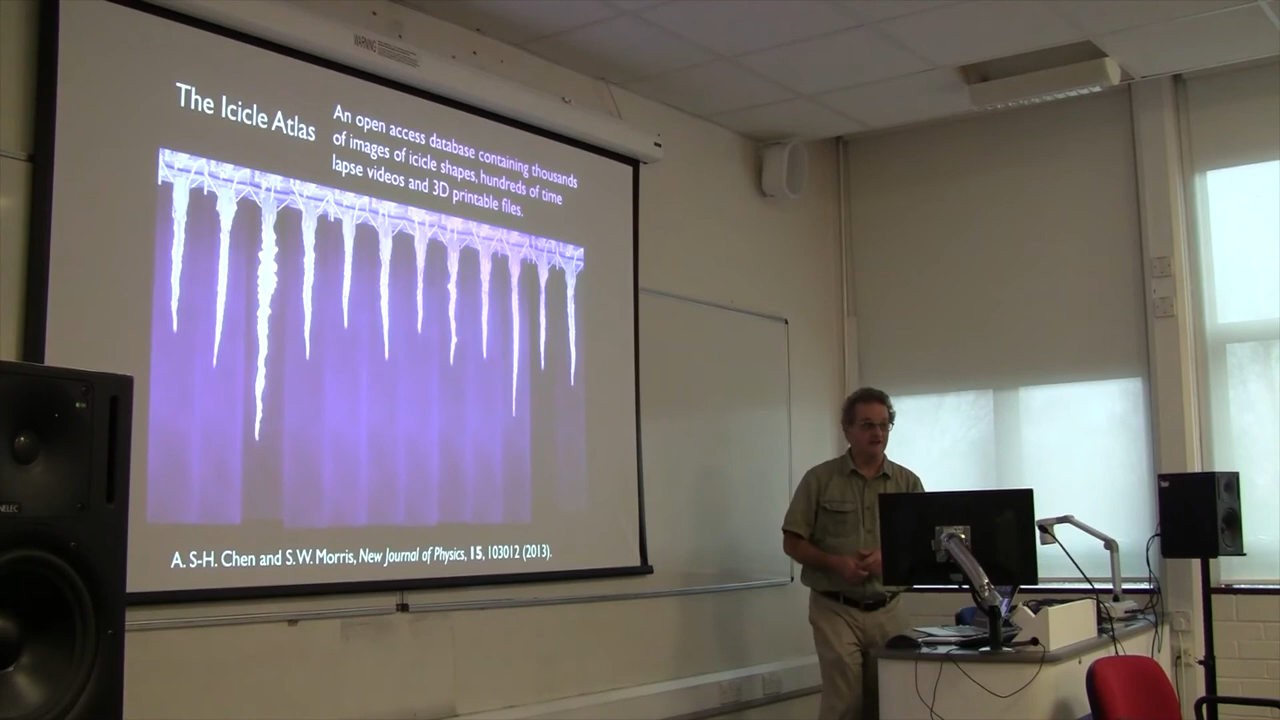 WARNING
The Icicle Atlas
An open access database containing thousands
of images of icicle shapes, hundreds of time
lapse videos and 3D printable files.
A. S-H. Chen and S.W. Morris, New Journal of Physics, 15, 103012 (2013).